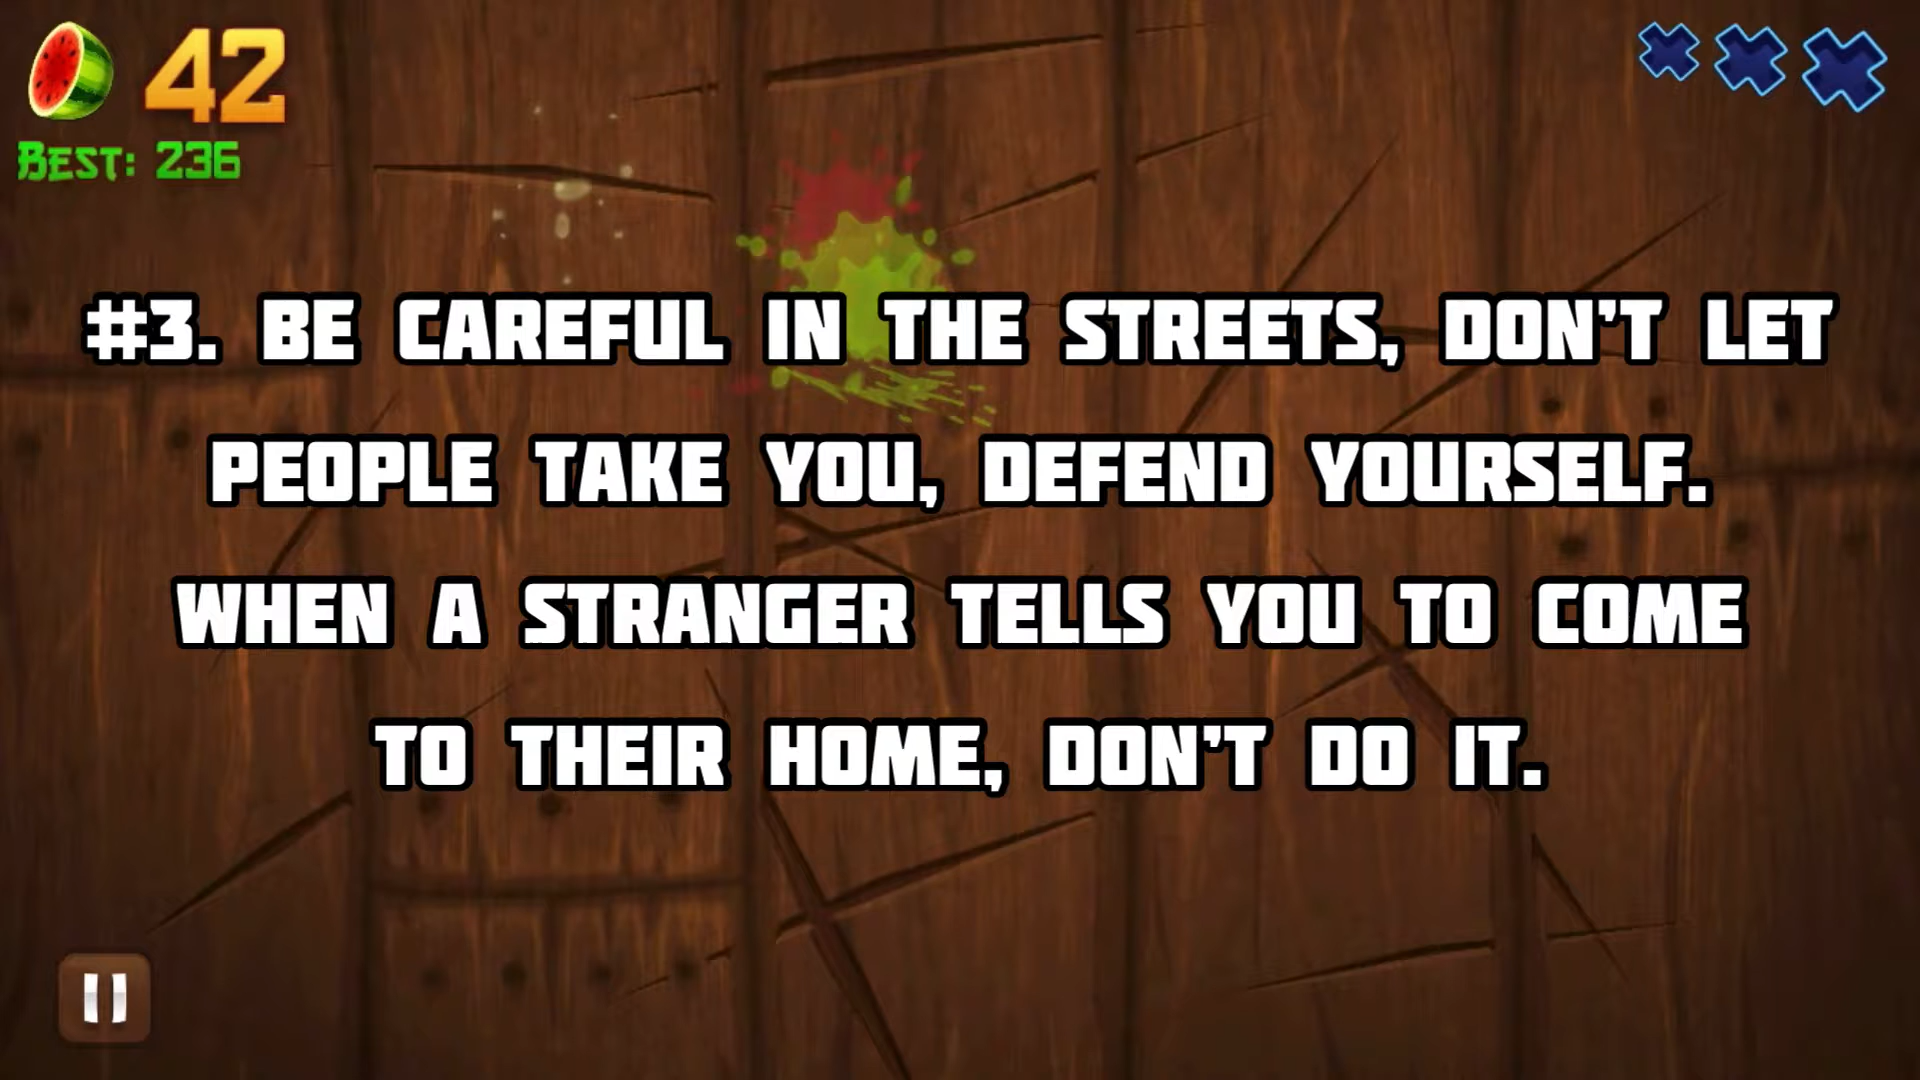 42
BEST: 236
#3. BE CAREFUL IN THE STREETS, DON'T LET
PEOPLE TAKE YOU, DEFEND YOURSELF.
WHEN A STRANGER TELLS YOU TO COME
TO THEIR HOME, DON'T DO IT.